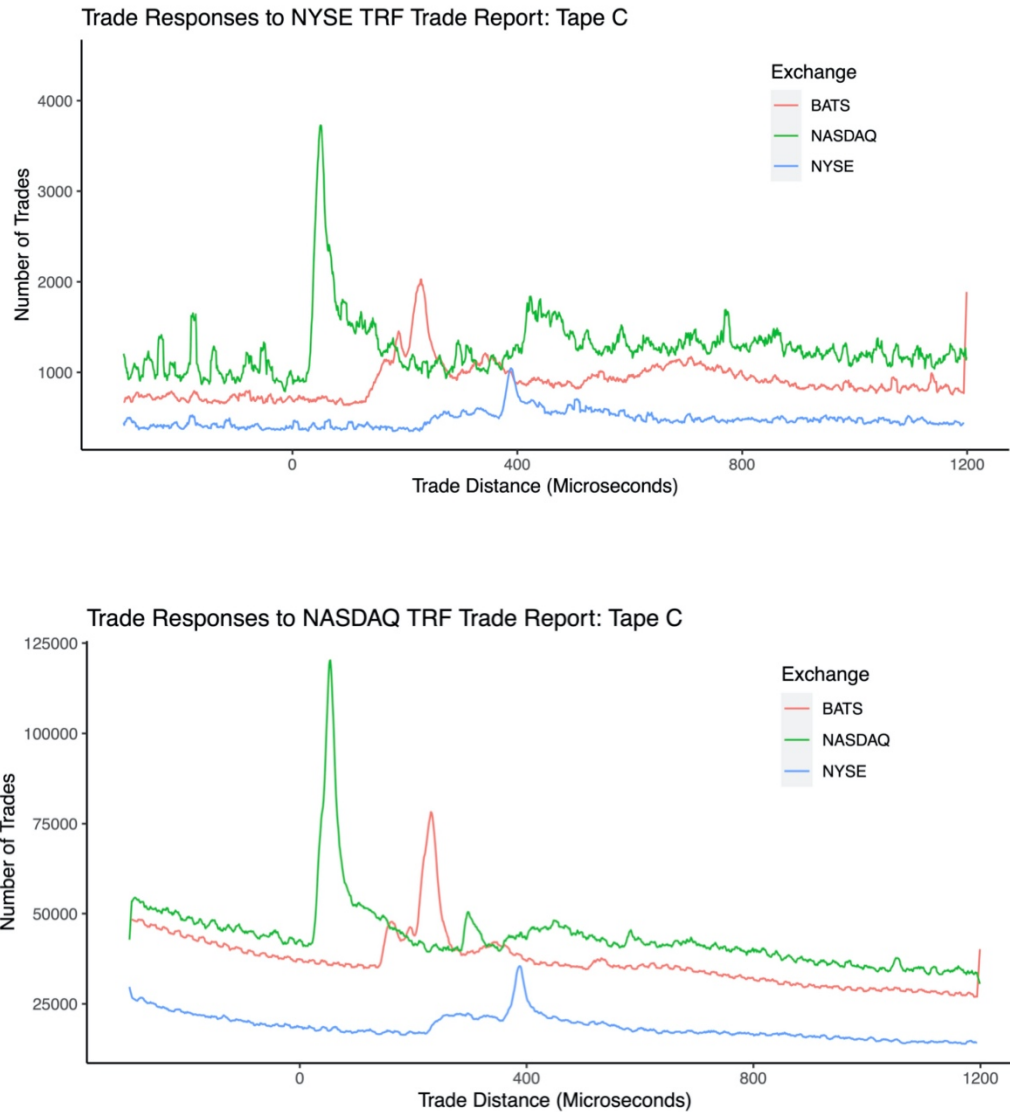 Trade Responses to NYSE TRF Trade Report: Tape C
Number of Trades
4000
3000
2000
1000
Exchange
BATS
NASDAQ
NYSE
0
400
800
1200
Trade Distance (Microseconds)
Trade Responses to NASDAQ TRF Trade Report: Tape C
Number of Trades
125000
100000
75000
50000
25000
Exchange
BATS
NASDAQ
NYSE
0
400
800
1200
Trade Distance (Microseconds)